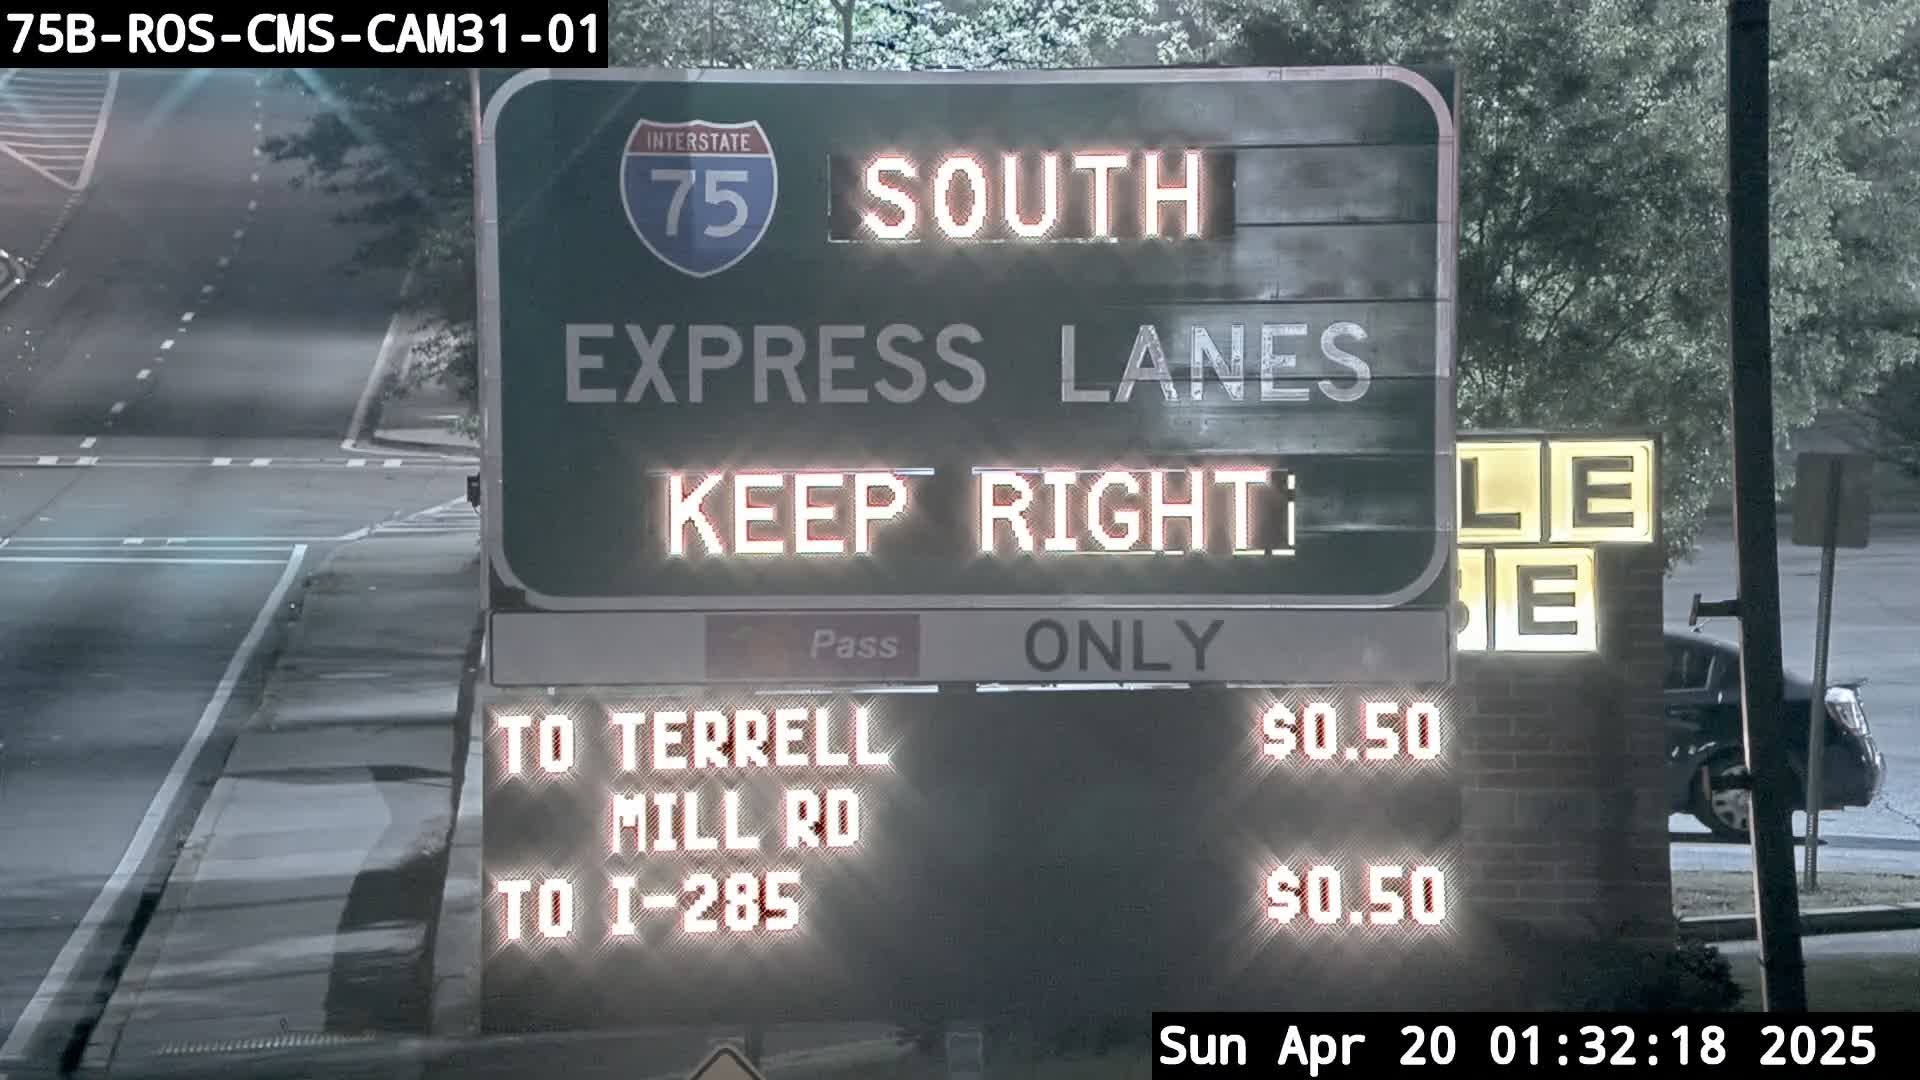 75B-ROS-CMS-CAM31-01
INTERSTATE
75
SOUTH
EXPRESS LANES
KEEP RIGHT
Pass ONLY
LE
E
TO TERRELL $0.50
MILL RD
TO I-285 $0.50
Sun Apr 20 01:32:18 2025